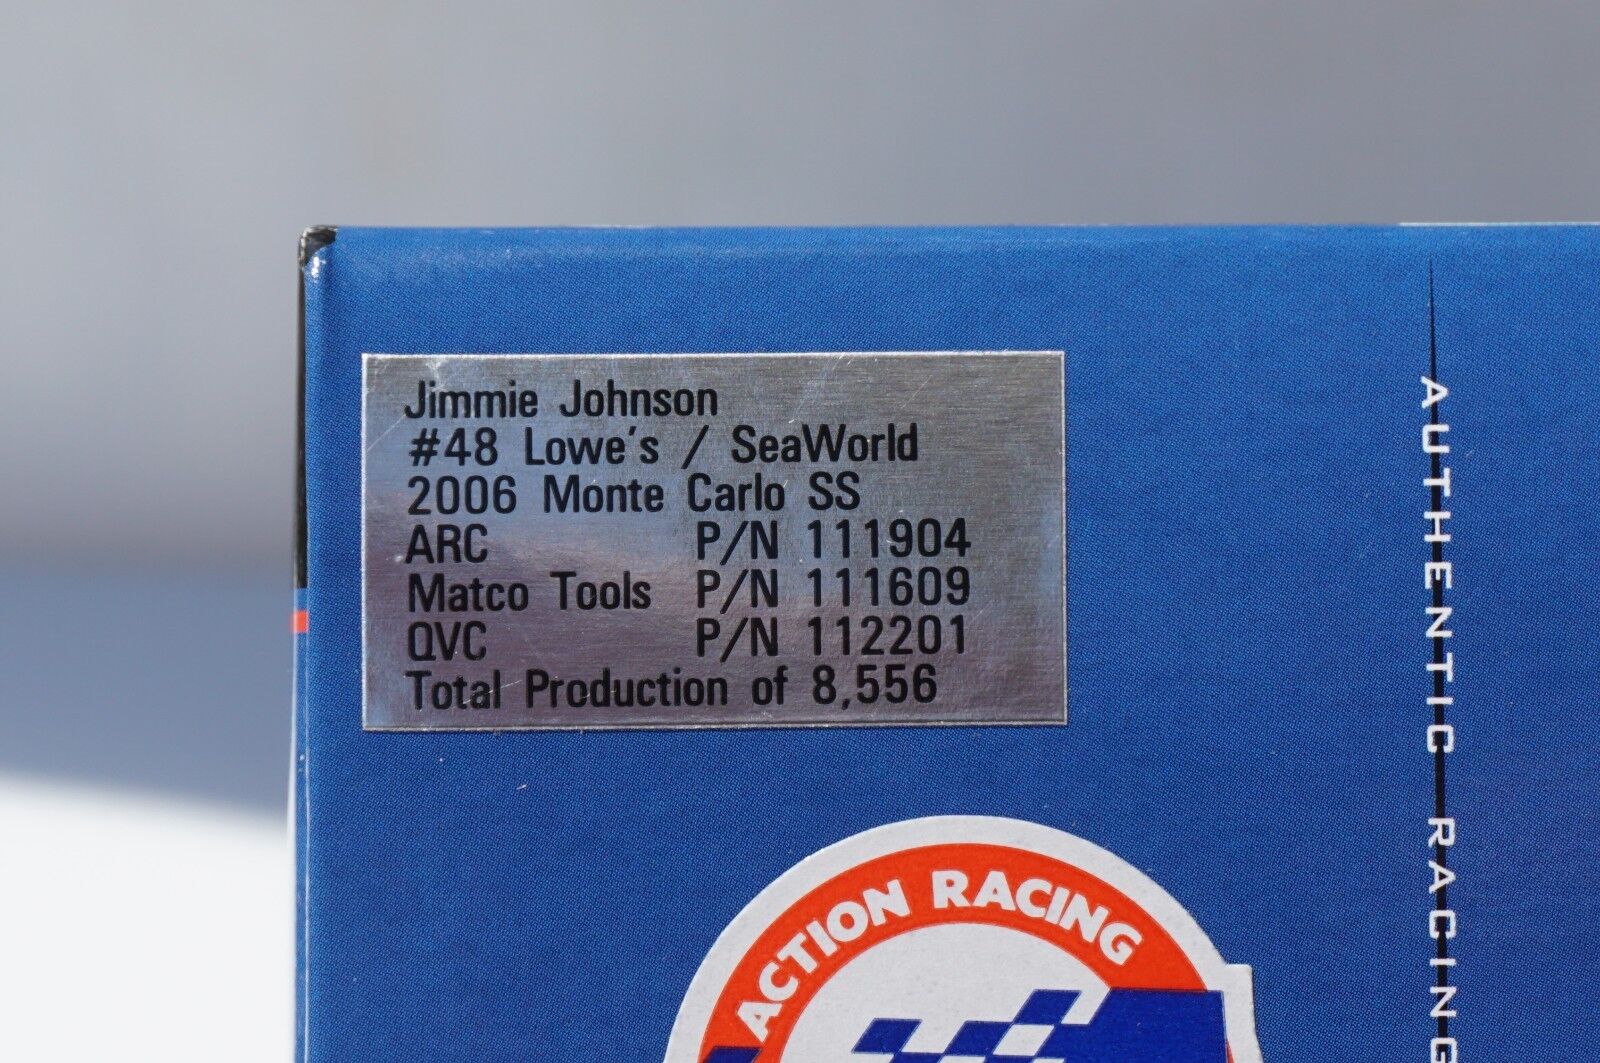 Jimmie Johnson
#48 Lowe's / SeaWorld
2006 Monte Carlo SS
ARC P/N 111904
Matco Tools P/N 111609
QVC P/N 112201
Total Production of 8,556
ACTION RACING
AUTHENTIC RACING